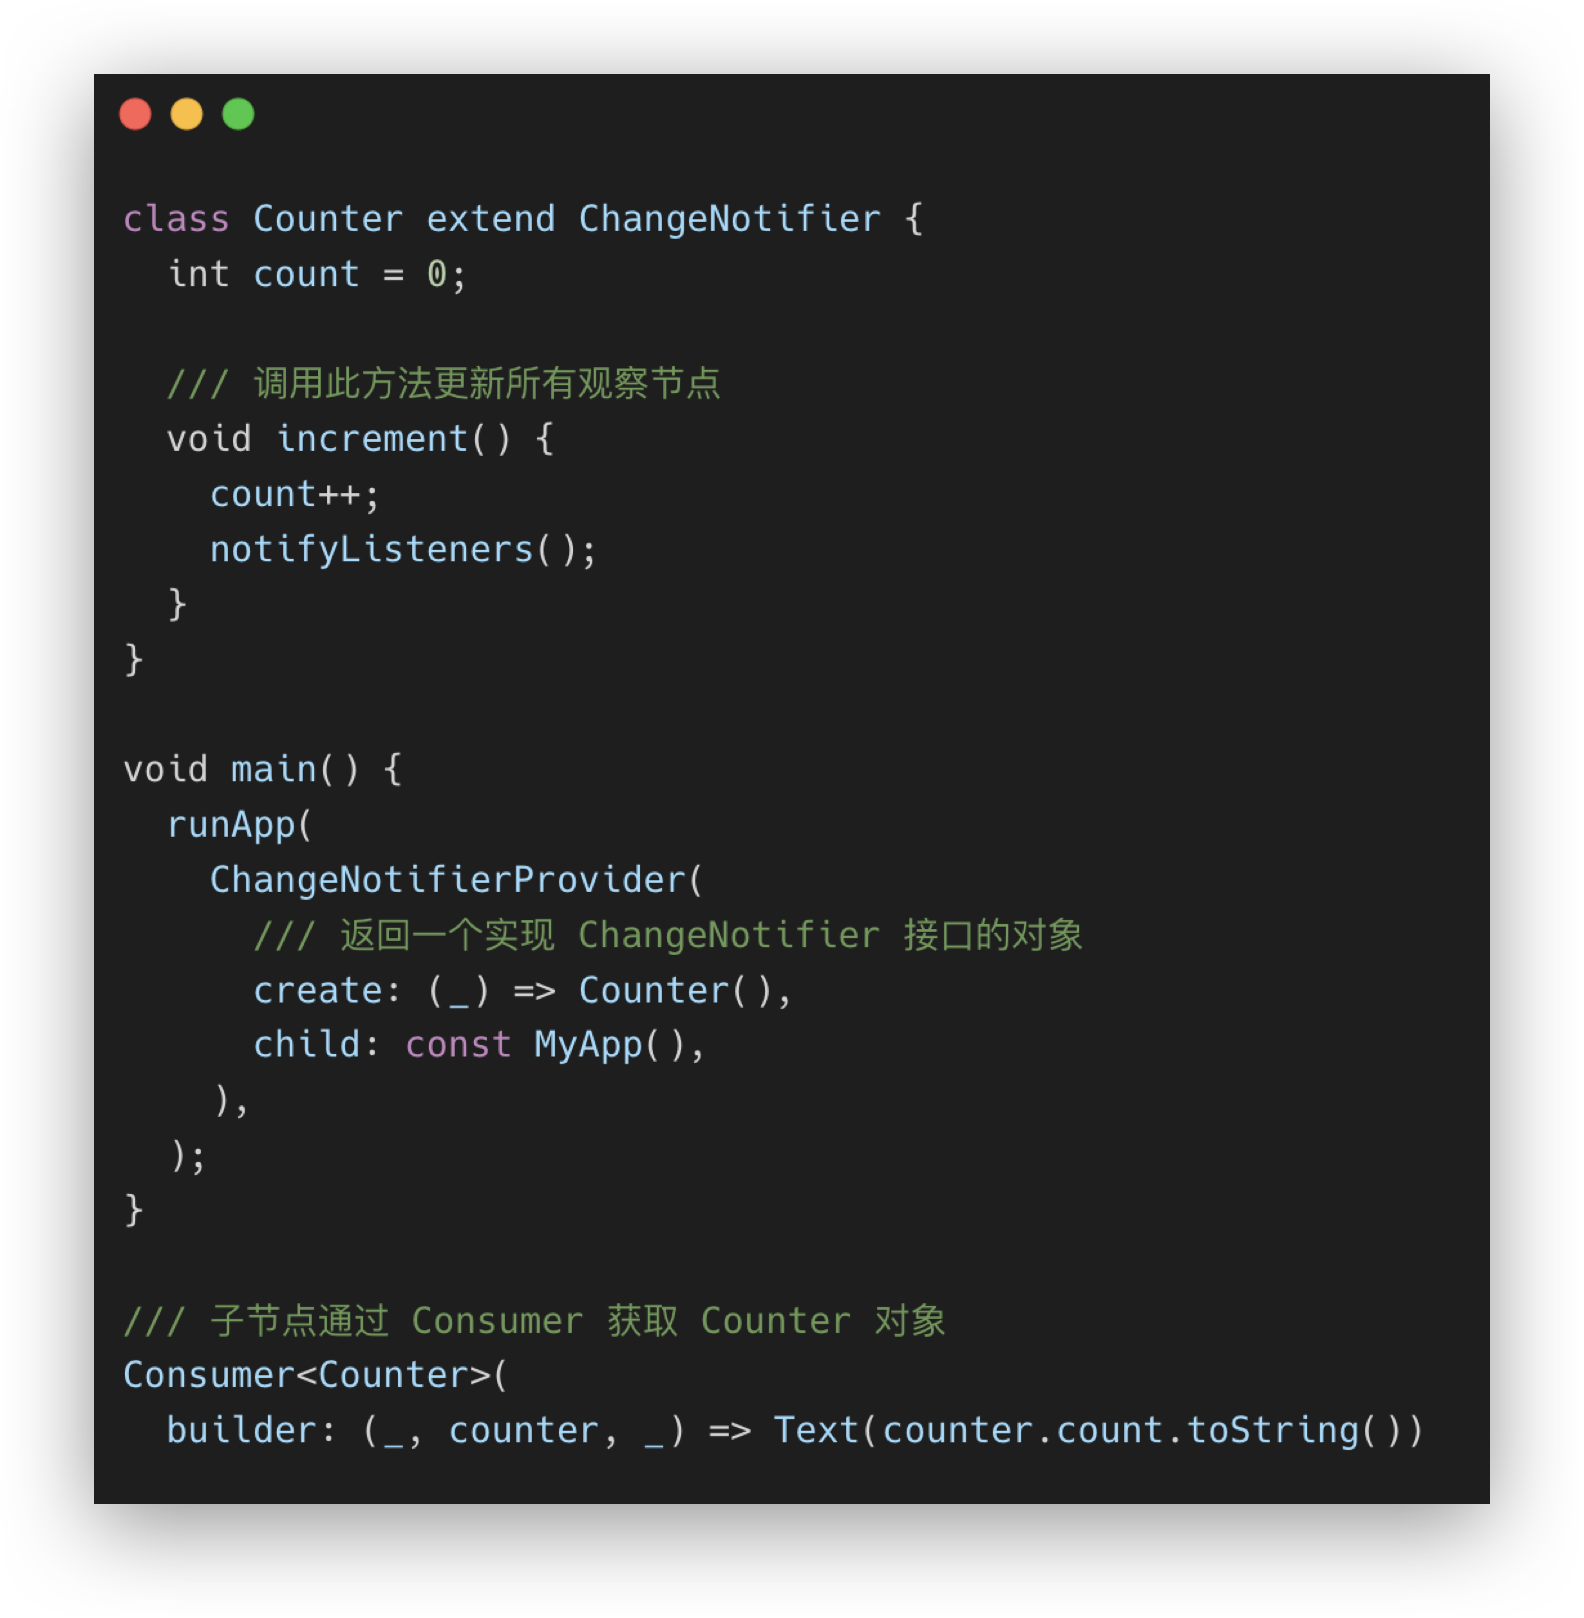 class Counter extend ChangeNotifier {
  int count = 0;

  /// 调用此方法更新所有观察节点
  void increment() {
    count++;
    notifyListeners();
  }
}

void main() {
  runApp(
    ChangeNotifierProvider(
      /// 返回一个实现 ChangeNotifier 接口的对象
      create: (_) => Counter(),
      child: const MyApp(),
    ),
  );
}

/// 子节点通过 Consumer 获取 Counter 对象
Consumer<Counter>(
  builder: (_, counter, _) => Text(counter.count.toString())